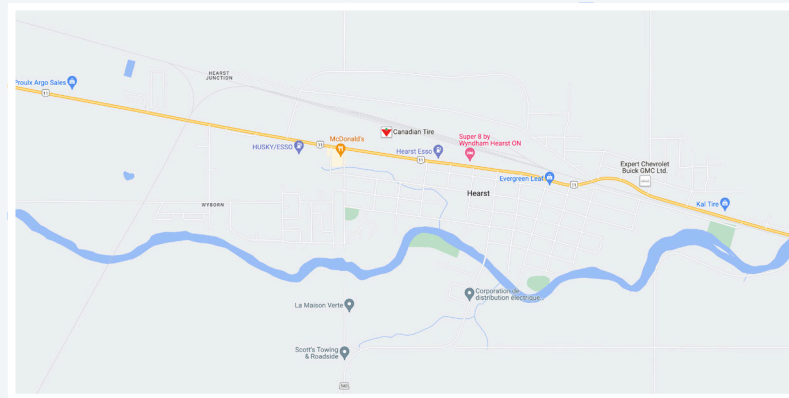 HEARST
JUNCTION
Proulx Argo Sales
11
Canadian Tire
McDonald's
11
HUSKY/ESSO
Hearst Esso
11
Super 8 by
Wyndham Hearst ON
Expert Chevrolet
Buick GMC Ltd.
Evergreen Leaf
11
Hearst
Kal Tire
WYBORN
La Maison Verte
Corporation de
distribution électrique...
Scott's Towing
& Roadside
583